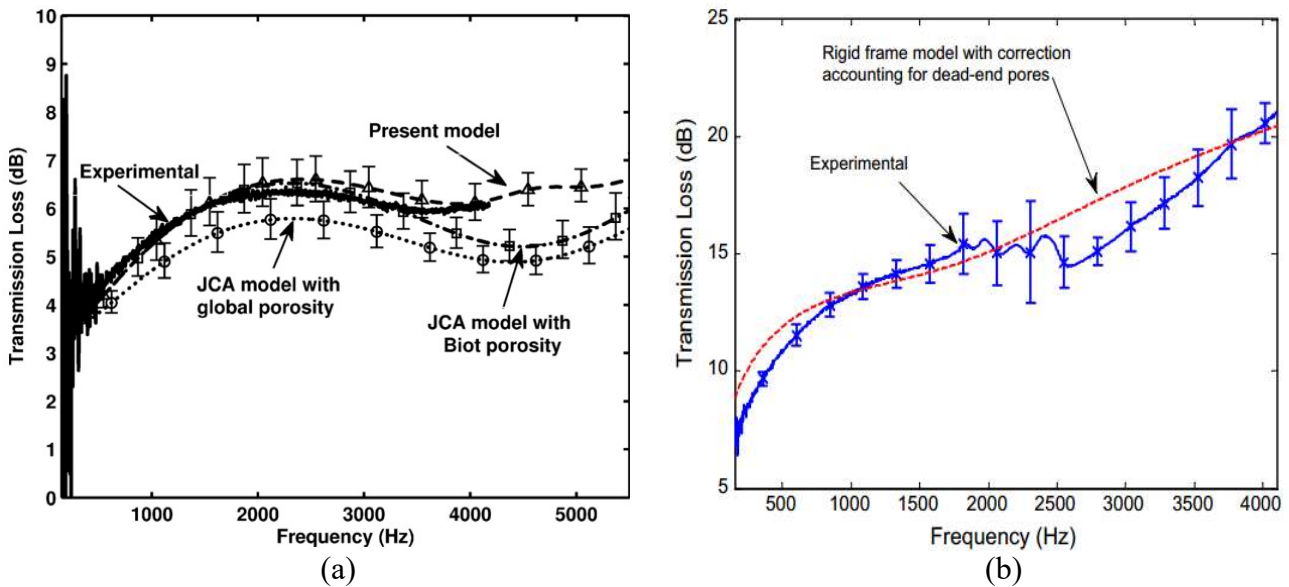 10
9
8
7
6
5
4
3
2
1
0
Transmission Loss (dB)
Experimental
Present model
JCA model with
global porosity
JCA model with
Biot porosity
1000
2000
3000
4000
5000
Frequency (Hz)
(a)
25
20
15
10
5
Transmission Loss (dB)
Rigid frame model with correction
accounting for dead-end pores
Experimental
500
1000
1500
2000
2500
3000
3500
4000
Frequency (Hz)
(b)